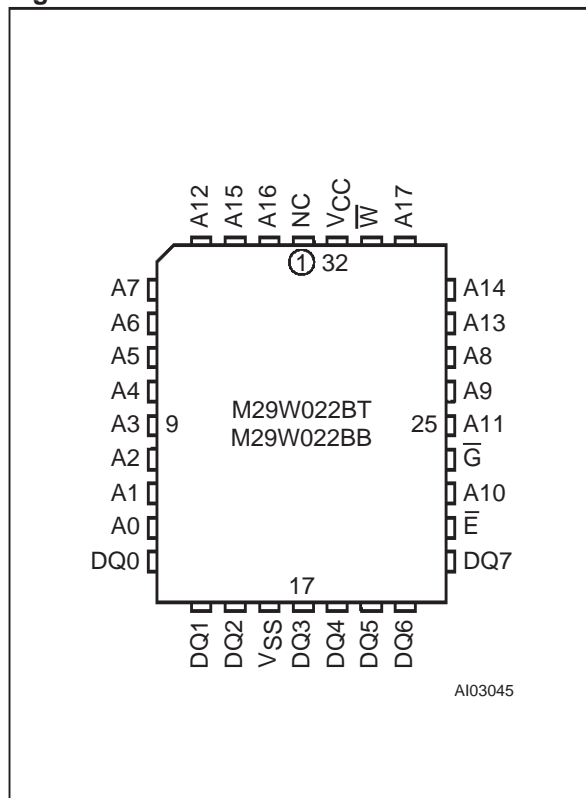 A12 A15 A16 NC VCC W̅ A17
1 32
A7
A6
A5
A4
A3 9
A2
A1
A0
DQ0
M29W022BT
M29W022BB
A14
A13
A8
A9
25 A11
G̅
A10
E̅
DQ7
17
DQ1 DQ2 VSS DQ3 DQ4 DQ5 DQ6
AI03045